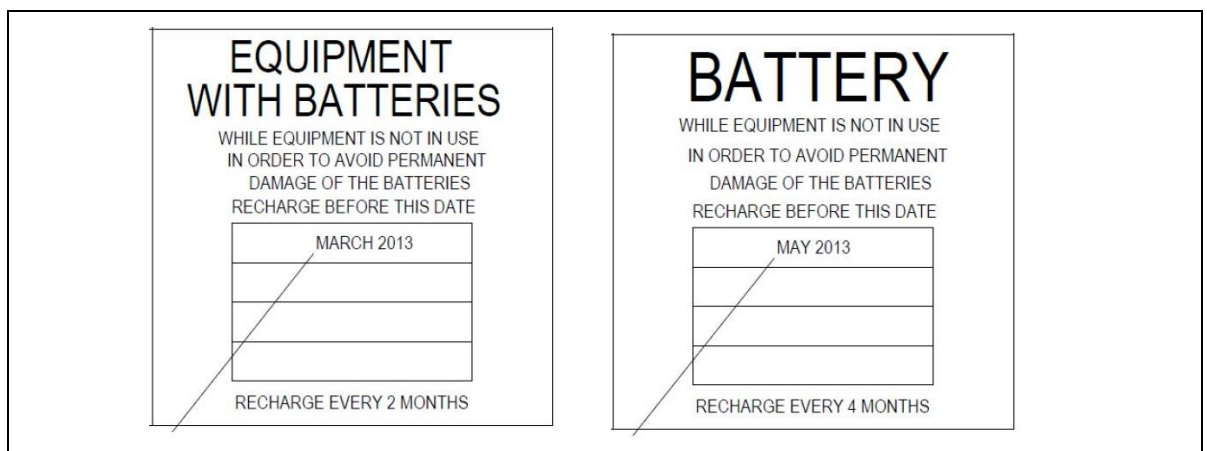 EQUIPMENT
WITH BATTERIES
WHILE EQUIPMENT IS NOT IN USE
IN ORDER TO AVOID PERMANENT
DAMAGE OF THE BATTERIES
RECHARGE BEFORE THIS DATE
MARCH 2013
RECHARGE EVERY 2 MONTHS
BATTERY
WHILE EQUIPMENT IS NOT IN USE
IN ORDER TO AVOID PERMANENT
DAMAGE OF THE BATTERIES
RECHARGE BEFORE THIS DATE
MAY 2013
RECHARGE EVERY 4 MONTHS